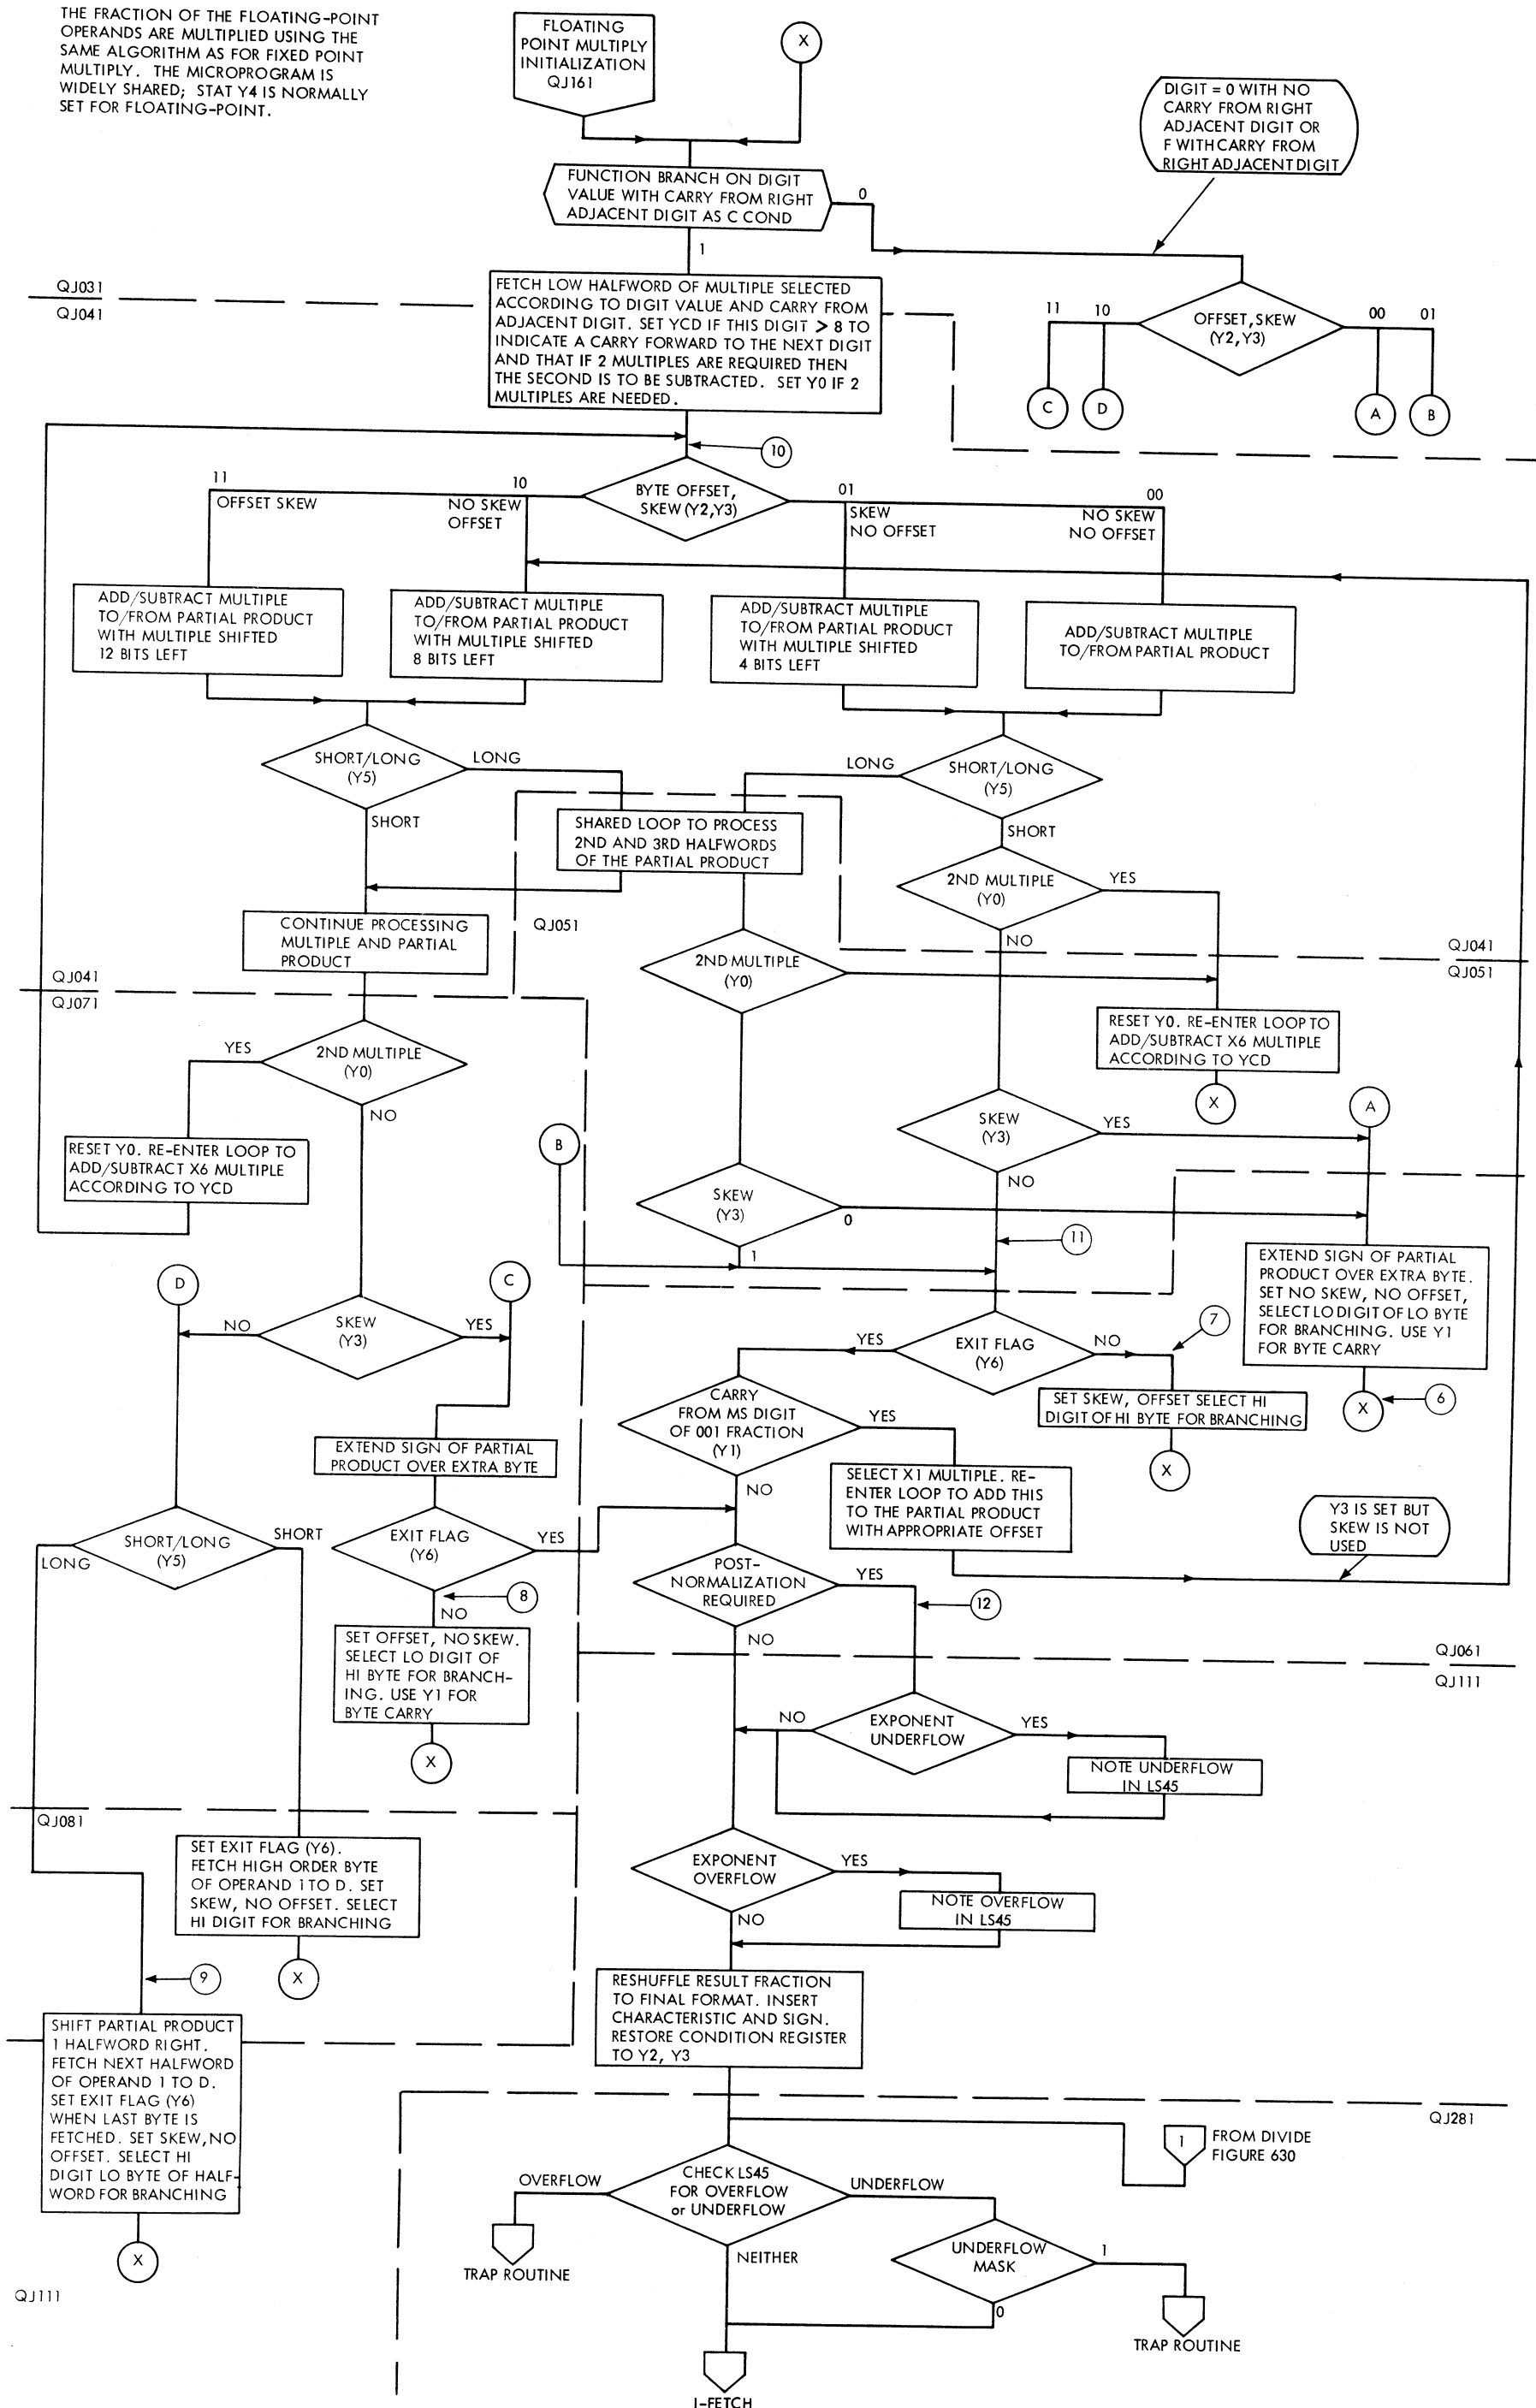 THE FRACTION OF THE FLOATING-POINT
OPERANDS ARE MULTIPLIED USING THE
SAME ALGORITHM AS FOR FIXED POINT
MULTIPLY. THE MICROPROGRAM IS
WIDELY SHARED; STAT Y4 IS NORMALLY
SET FOR FLOATING-POINT.
FLOATING
POINT MULTIPLY
INITIALIZATION
QJ161
X
DIGIT = 0 WITH NO
CARRY FROM RIGHT
ADJACENT DIGIT OR
F WITH CARRY FROM
RIGHT ADJACENT DIGIT
FUNCTION BRANCH ON DIGIT
VALUE WITH CARRY FROM RIGHT
ADJACENT DIGIT AS C COND
0
1
QJ031
QJ041
FETCH LOW HALFWORD OF MULTIPLE SELECTED
ACCORDING TO DIGIT VALUE AND CARRY FROM
ADJACENT DIGIT. SET YCD IF THIS DIGIT > 8 TO
INDICATE A CARRY FORWARD TO THE NEXT DIGIT
AND THAT IF 2 MULTIPLES ARE REQUIRED THEN
THE SECOND IS TO BE SUBTRACTED. SET Y0 IF 2
MULTIPLES ARE NEEDED.
11
10
OFFSET, SKEW
(Y2,Y3)
00
01
C
D
A
B
10
BYTE OFFSET,
SKEW (Y2,Y3)
11
OFFSET SKEW
10
NO SKEW
OFFSET
01
SKEW
NO OFFSET
00
NO SKEW
NO OFFSET
ADD/SUBTRACT MULTIPLE
TO/FROM PARTIAL PRODUCT
WITH MULTIPLE SHIFTED
12 BITS LEFT
ADD/SUBTRACT MULTIPLE
TO/FROM PARTIAL PRODUCT
WITH MULTIPLE SHIFTED
8 BITS LEFT
ADD/SUBTRACT MULTIPLE
TO/FROM PARTIAL PRODUCT
WITH MULTIPLE SHIFTED
4 BITS LEFT
ADD/SUBTRACT MULTIPLE
TO/FROM PARTIAL PRODUCT
SHORT/LONG
(Y5)
LONG
SHORT
LONG
SHORT/LONG
(Y5)
SHORT
SHARED LOOP TO PROCESS
2ND AND 3RD HALFWORDS
OF THE PARTIAL PRODUCT
2ND MULTIPLE
(Y0)
YES
NO
CONTINUE PROCESSING
MULTIPLE AND PARTIAL
PRODUCT
QJ051
2ND MULTIPLE
(Y0)
QJ041
QJ051
QJ041
QJ071
RESET Y0. RE-ENTER LOOP TO
ADD/SUBTRACT X6 MULTIPLE
ACCORDING TO YCD
X
YES
2ND MULTIPLE
(Y0)
NO
SKEW
(Y3)
YES
NO
A
B
RESET Y0. RE-ENTER LOOP TO
ADD/SUBTRACT X6 MULTIPLE
ACCORDING TO YCD
SKEW
(Y3)
0
1
11
EXTEND SIGN OF PARTIAL
PRODUCT OVER EXTRA BYTE.
SET NO SKEW, NO OFFSET,
SELECT LO DIGIT OF LO BYTE
FOR BRANCHING. USE Y1
FOR BYTE CARRY
X
6
D
C
NO
SKEW
(Y3)
YES
YES
EXIT FLAG
(Y6)
NO
7
SET SKEW, OFFSET SELECT HI
DIGIT OF HI BYTE FOR BRANCHING
X
CARRY
FROM MS DIGIT
OF 001 FRACTION
(Y1)
YES
NO
SELECT X1 MULTIPLE. RE-
ENTER LOOP TO ADD THIS
TO THE PARTIAL PRODUCT
WITH APPROPRIATE OFFSET
Y3 IS SET BUT
SKEW IS NOT
USED
EXTEND SIGN OF PARTIAL
PRODUCT OVER EXTRA BYTE
LONG
SHORT/LONG
(Y5)
SHORT
EXIT FLAG
(Y6)
YES
8
NO
POST-
NORMALIZATION
REQUIRED
YES
NO
12
SET OFFSET, NO SKEW.
SELECT LO DIGIT OF
HI BYTE FOR BRANCH-
ING. USE Y1 FOR
BYTE CARRY
X
QJ061
QJ111
NO
EXPONENT
UNDERFLOW
YES
NOTE UNDERFLOW
IN LS45
QJ081
SET EXIT FLAG (Y6).
FETCH HIGH ORDER BYTE
OF OPERAND 1 TO D. SET
SKEW, NO OFFSET. SELECT
HI DIGIT FOR BRANCHING
X
EXPONENT
OVERFLOW
YES
NO
NOTE OVERFLOW
IN LS45
9
SHIFT PARTIAL PRODUCT
1 HALFWORD RIGHT.
FETCH NEXT HALFWORD
OF OPERAND 1 TO D.
SET EXIT FLAG (Y6)
WHEN LAST BYTE IS
FETCHED. SET SKEW, NO
OFFSET. SELECT HI
DIGIT LO BYTE OF HALF-
WORD FOR BRANCHING
X
QJ111
RESHUFFLE RESULT FRACTION
TO FINAL FORMAT. INSERT
CHARACTERISTIC AND SIGN.
RESTORE CONDITION REGISTER
TO Y2, Y3
QJ281
1
FROM DIVIDE
FIGURE 630
OVERFLOW
CHECK LS45
FOR OVERFLOW
or UNDERFLOW
UNDERFLOW
NEITHER
TRAP ROUTINE
UNDERFLOW
MASK
1
0
TRAP ROUTINE
I-FETCH